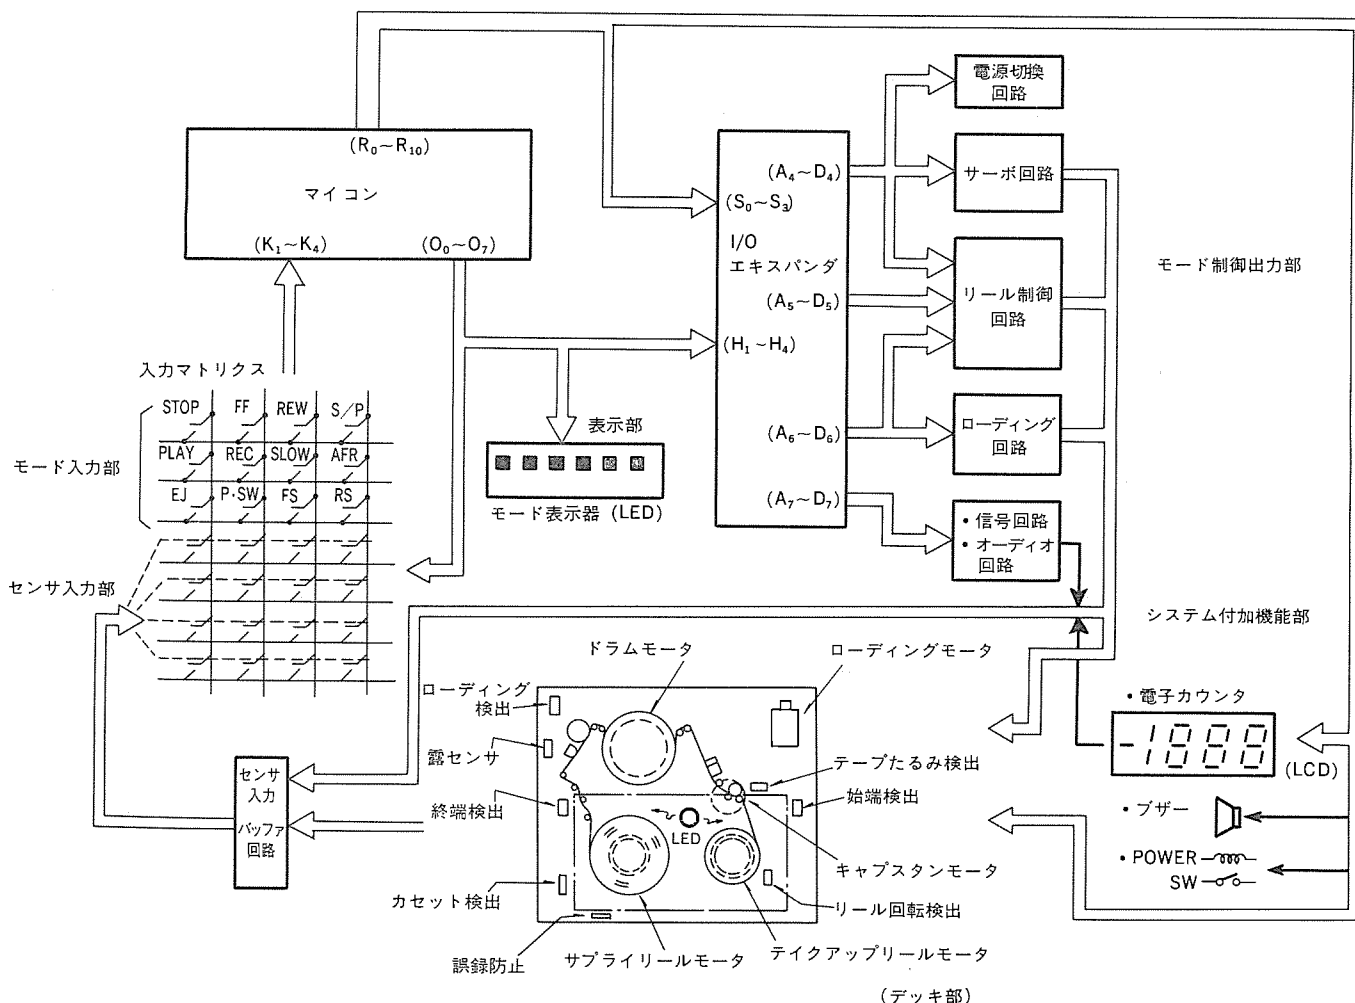 電源切換
回路
(R₀～R₁₀)
マイコン
(K₁～K₄)
(O₀～O₇)
(A₄～D₄)
(S₀～S₃)
I/O
エキスパンダ
(A₅～D₅)
(H₁～H₄)
(A₆～D₆)
(A₇～D₇)
サーボ回路
リール制御
回路
ローディング
回路
・信号回路
・オーディオ
回路
モード制御出力部
入力マトリクス
STOP FF REW S/P
PLAY REC SLOW AFR
EJ P・SW FS RS
モード入力部
センサ入力部
表示部
モード表示器 (LED)
システム付加機能部
ドラムモータ
ローディングモータ
ローディング
検出
露センサ
終端検出
カセット検出
誤録防止
サプライリールモータ
テイクアップリールモータ
リール回転検出
キャプスタンモータ
始端検出
テープたるみ検出
LED
センサ
入力
バッファ
回路
・電子カウンタ
-1888
(LCD)
・ブザー
・POWER
SW
(デッキ部)